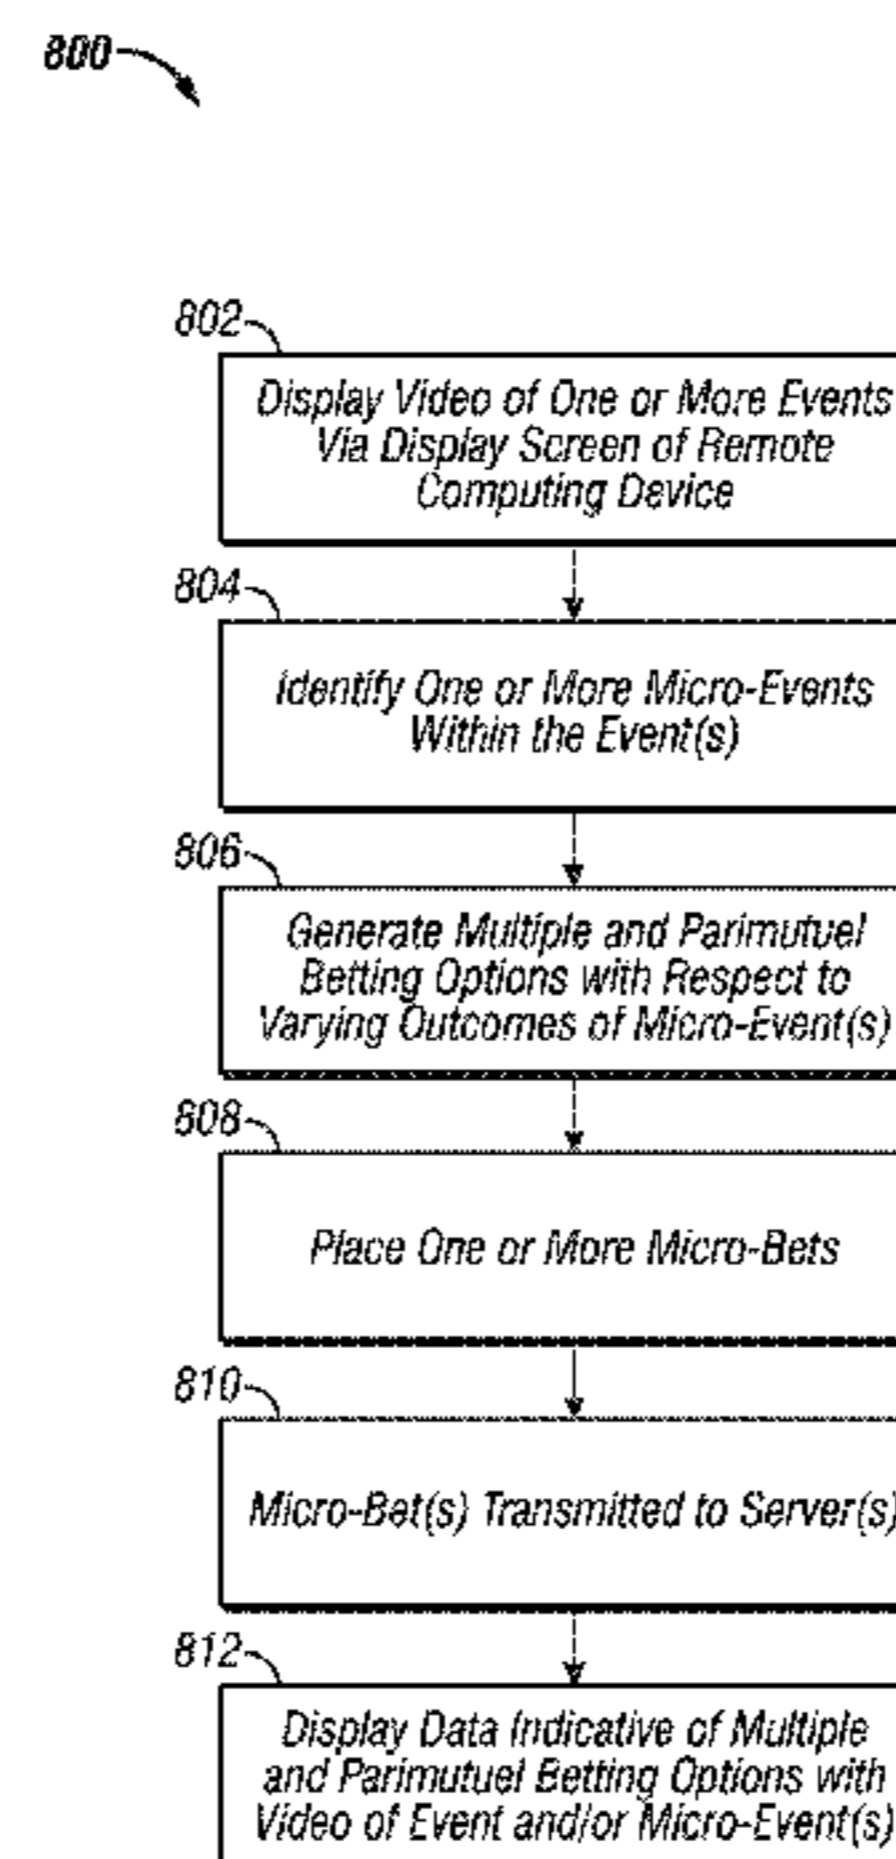 800
802
Display Video of One or More Events
Via Display Screen of Remote
Computing Device
804
Identify One or More Micro-Events
Within the Event(s)
806
Generate Multiple and Parimutuel
Betting Options with Respect to
Varying Outcomes of Micro-Event(s)
808
Place One or More Micro-Bets
810
Micro-Bet(s) Transmitted to Server(s)
812
Display Data Indicative of Multiple
and Parimutuel Betting Options with
Video of Event and/or Micro-Event(s)